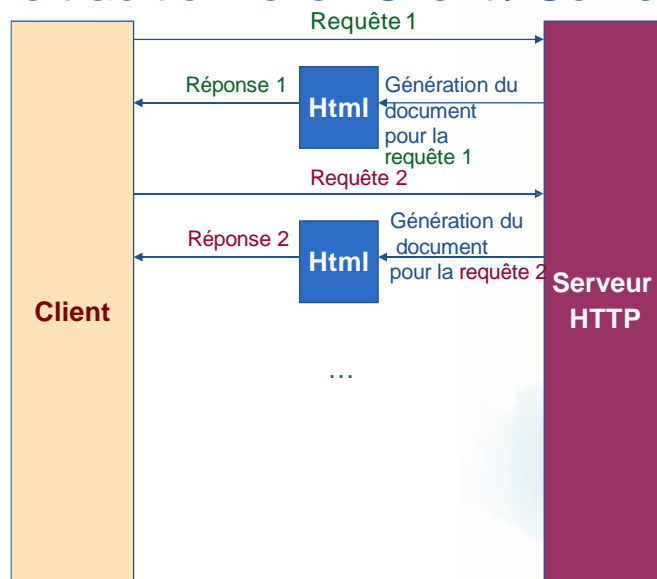 Requête 1
Réponse 1
Html
Génération du
document
pour la
requête 1
Requête 2
Réponse 2
Html
Génération du
document
pour la requête 2
Client
Serveur
HTTP
...